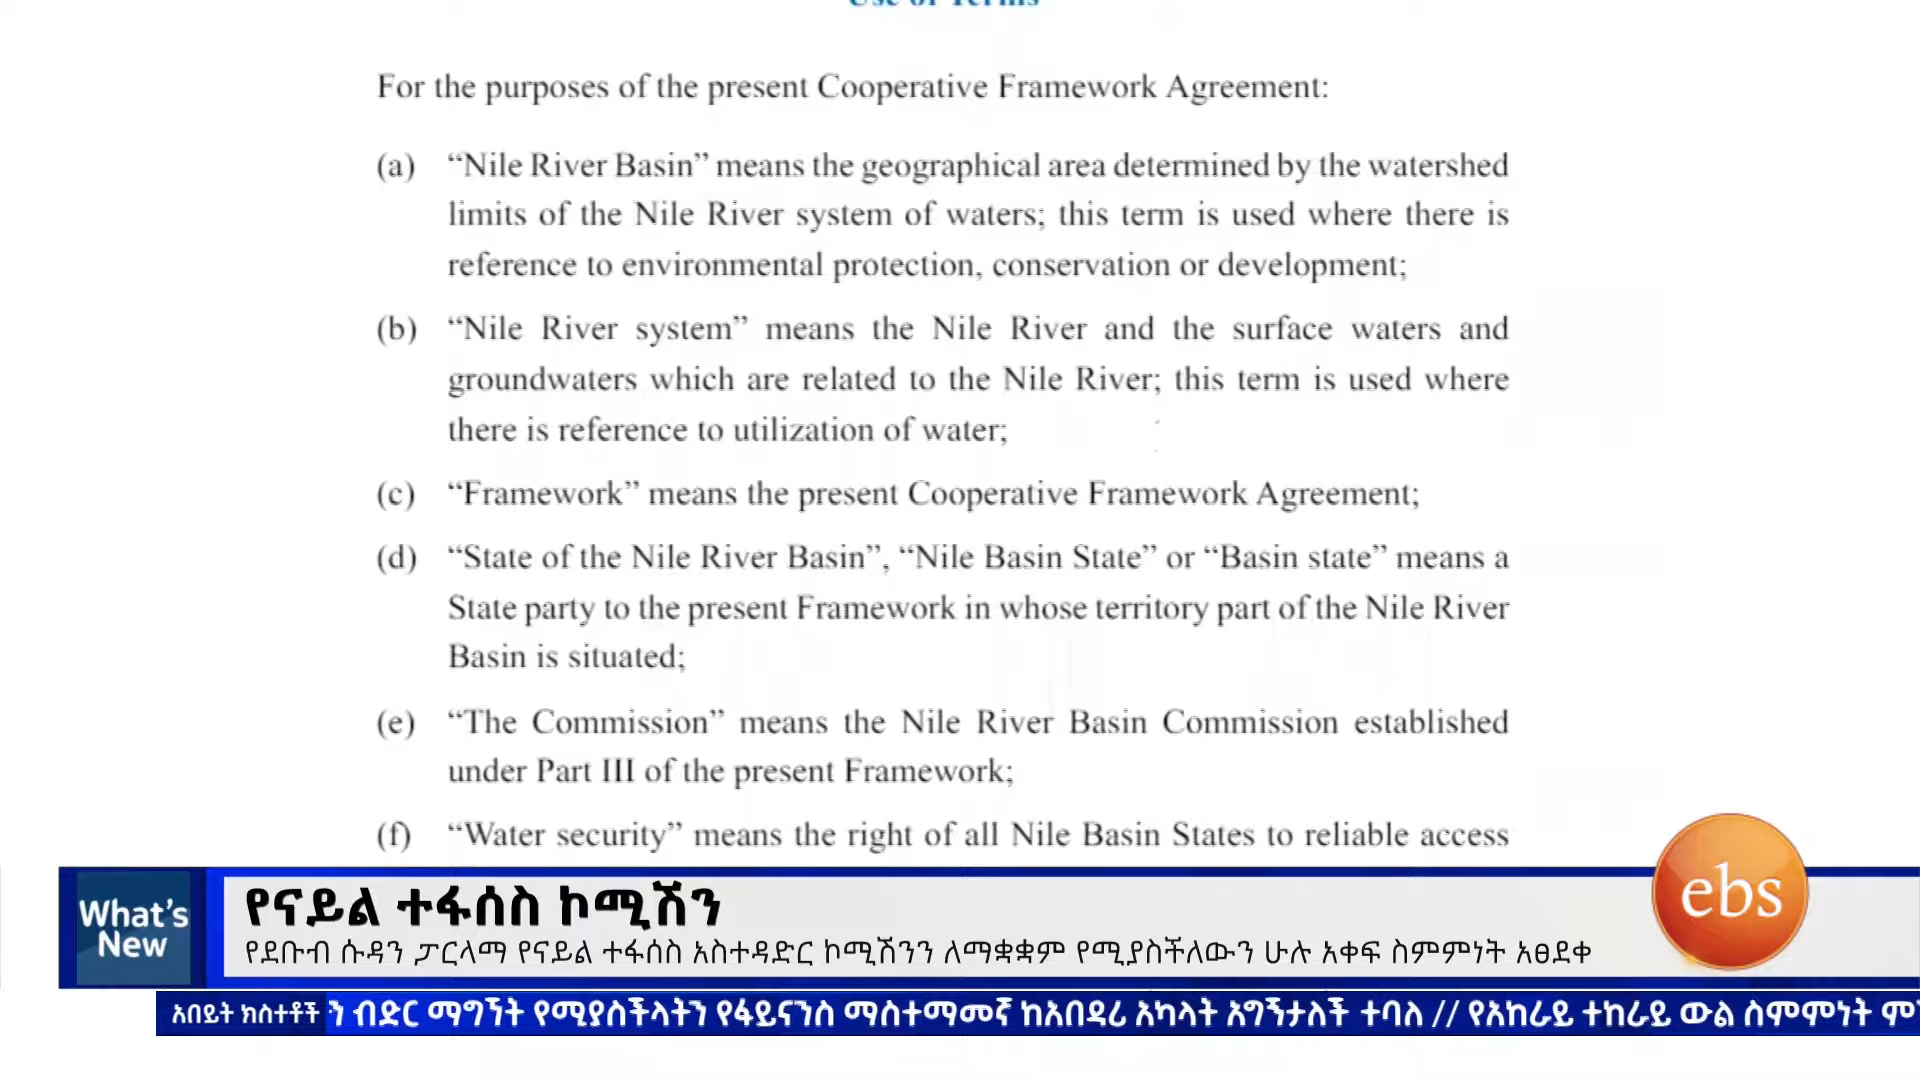 Use of Terms
For the purposes of the present Cooperative Framework Agreement:
(a) “Nile River Basin” means the geographical area determined by the watershed
limits of the Nile River system of waters; this term is used where there is
reference to environmental protection, conservation or development;
(b) “Nile River system” means the Nile River and the surface waters and
groundwaters which are related to the Nile River; this term is used where
there is reference to utilization of water;
(c) “Framework” means the present Cooperative Framework Agreement;
(d) “State of the Nile River Basin”, “Nile Basin State” or “Basin state” means a
State party to the present Framework in whose territory part of the Nile River
Basin is situated;
(e) “The Commission” means the Nile River Basin Commission established
under Part III of the present Framework;
(f) “Water security” means the right of all Nile Basin States to reliable access
What's
New
የናይል ተፋሰስ ኮሚሽን
የደቡብ ሱዳን ፓርላማ የናይል ተፋሰስ አስተዳድር ኮሚሽንን ለማቋቋም የሚያስችለውን ሁሉ አቀፍ ስምምነት አፀደቀ
ebs
አበይት ክስተቶች ን ብድር ማግኘት የሚያስችላትን የፋይናንስ ማስተማመኛ ከአበዳሪ አካላት አግኝታለች ተባለ // የአከራይ ተከራይ ውል ስምምነት ም